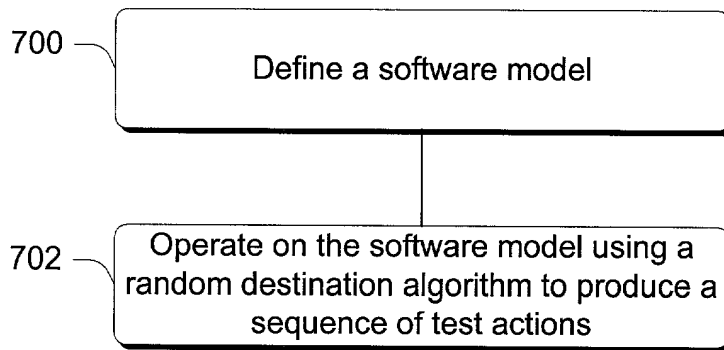 700
Define a software model
702
Operate on the software model using a
random destination algorithm to produce a
sequence of test actions